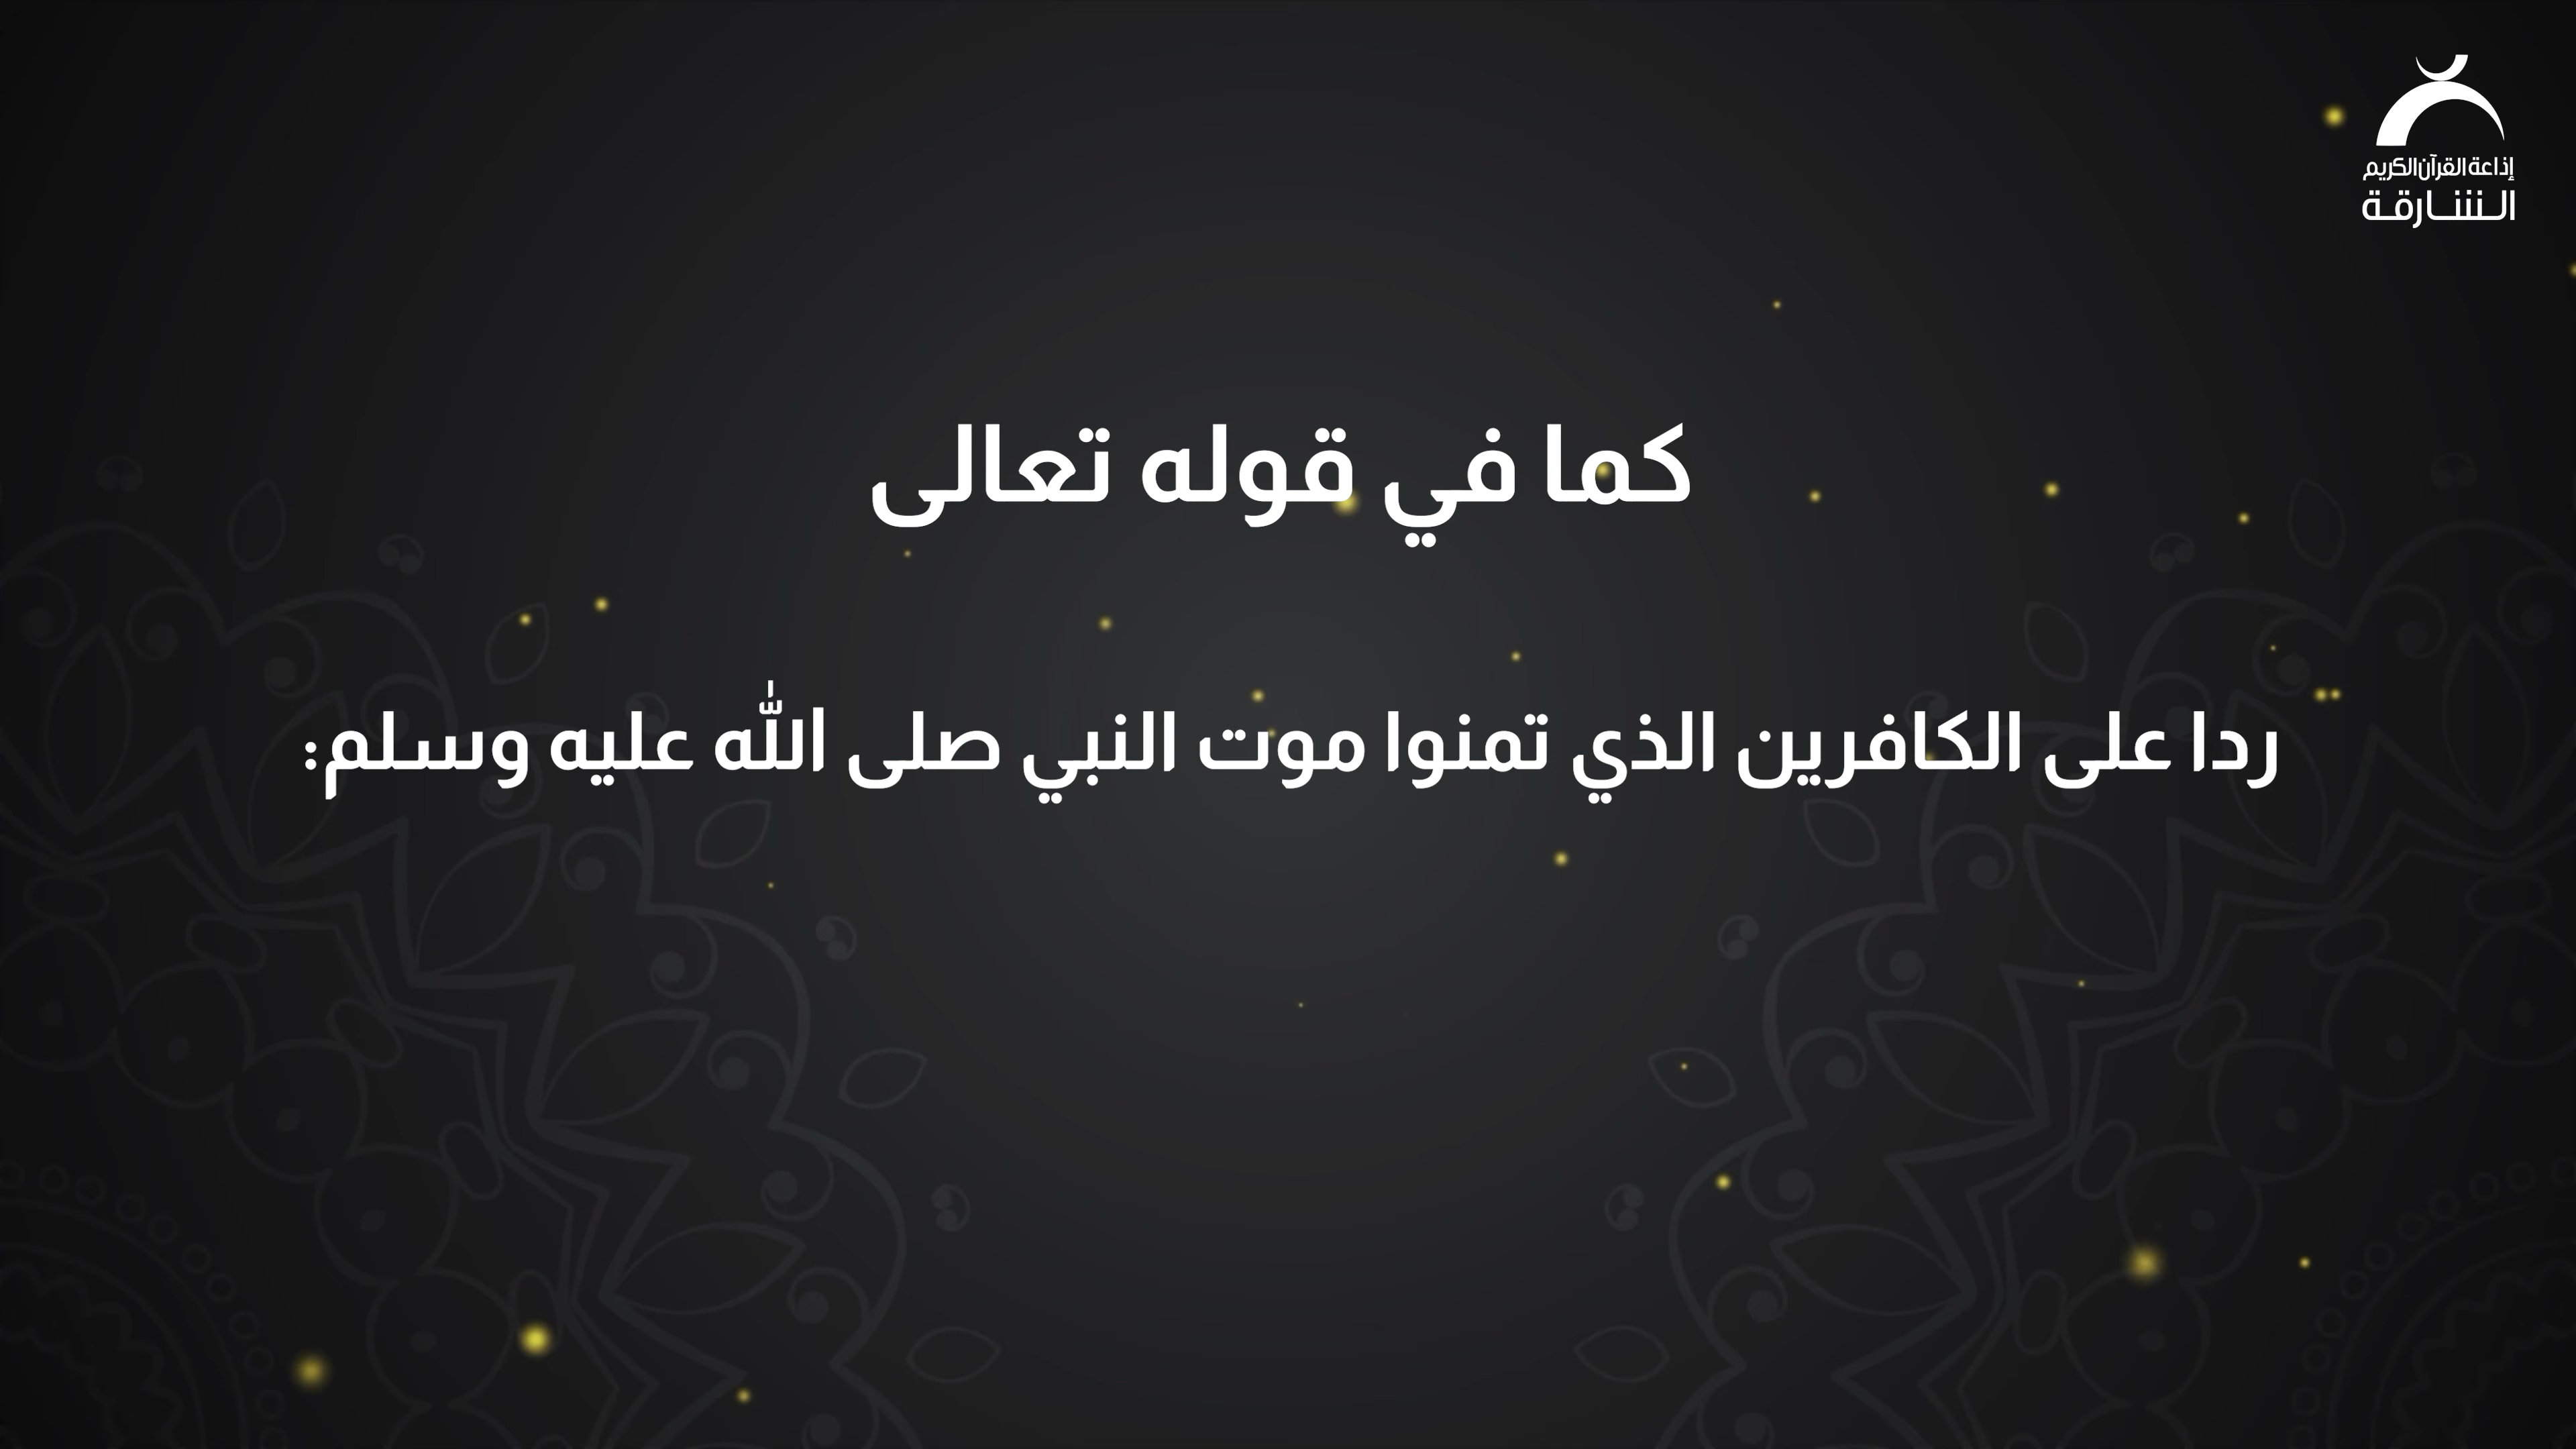 إذاعة القرآن الكريم
الشارقة
كما في قوله تعالى
ردا على الكافرين الذي تمنوا موت النبي صلى الله عليه وسلم: